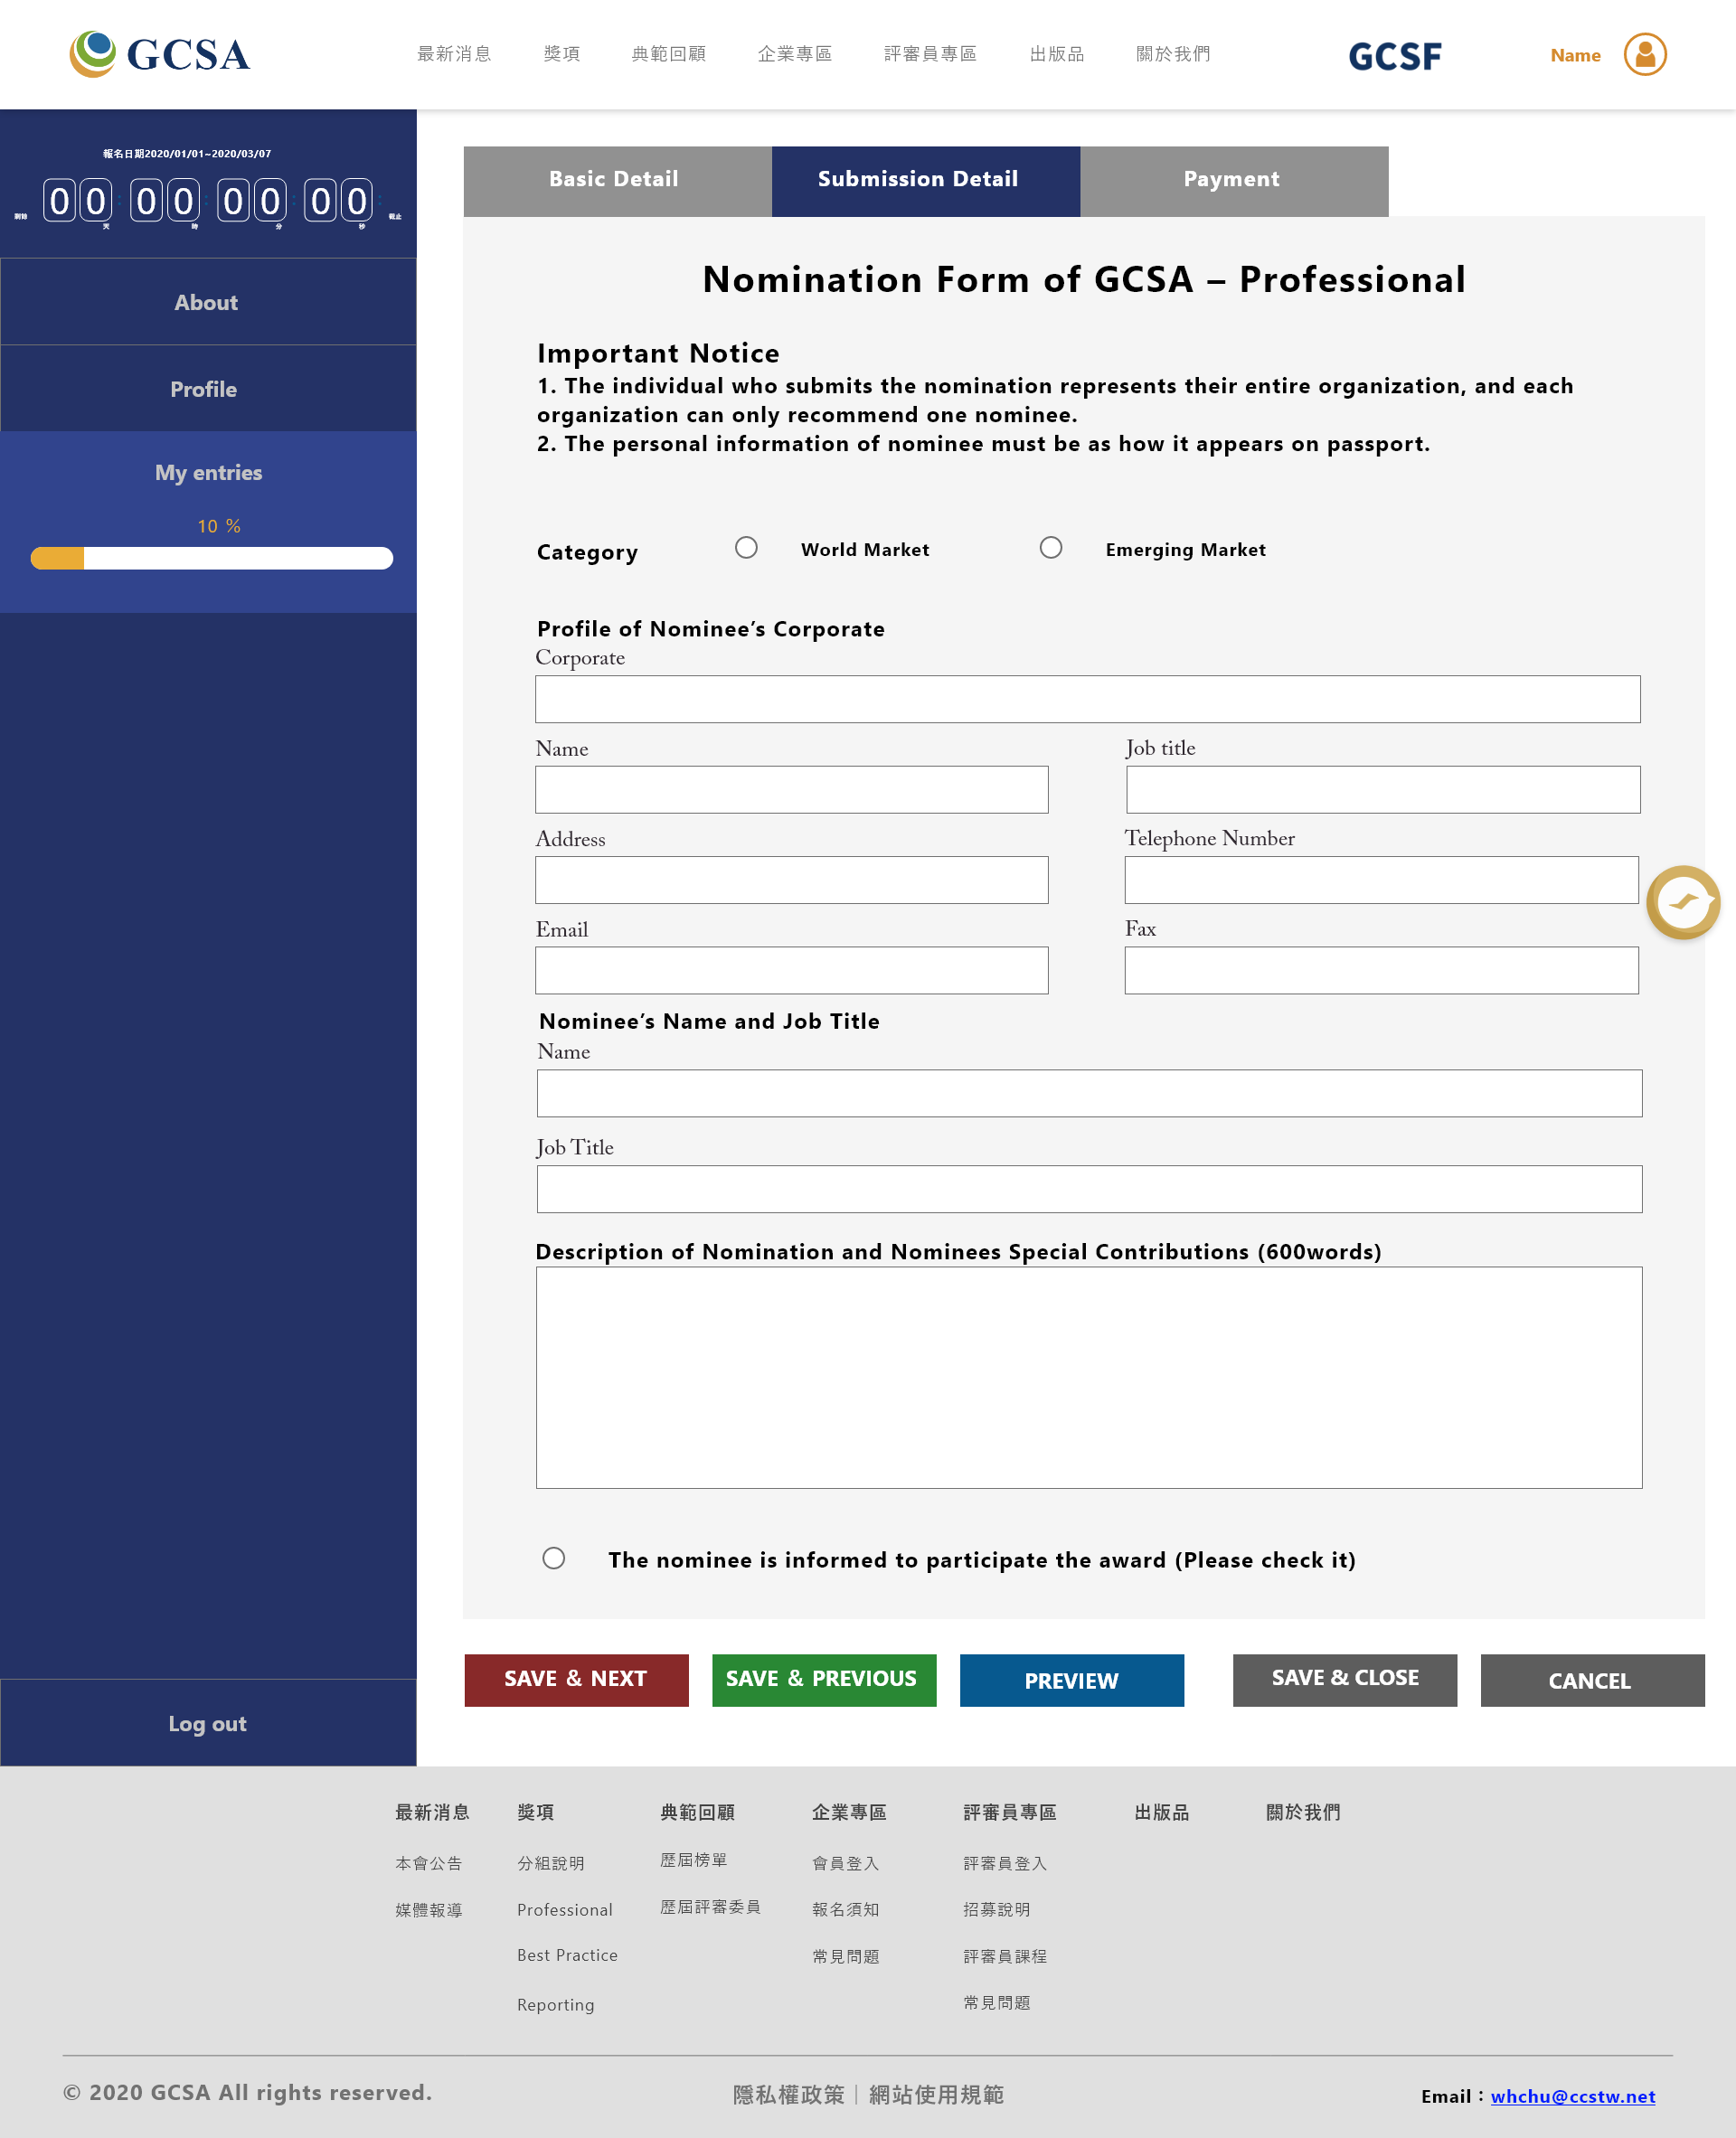 GCSA
最新消息 獎項 典範回顧 企業專區 評審員專區 出版品 關於我們
GCSF
Name
報名日期2020/01/01~2020/03/07
剩餘 00:00:00:00: 截止
天 時 分 秒
About
Profile
My entries
10 %
Log out
Basic Detail Submission Detail Payment
Nomination Form of GCSA – Professional
Important Notice
1. The individual who submits the nomination represents their entire organization, and each
organization can only recommend one nominee.
2. The personal information of nominee must be as how it appears on passport.
Category World Market Emerging Market
Profile of Nominee’s Corporate
Corporate
Name Job title
Address Telephone Number
Email Fax
Nominee’s Name and Job Title
Name
Job Title
Description of Nomination and Nominees Special Contributions (600words)
The nominee is informed to participate the award (Please check it)
SAVE & NEXT SAVE & PREVIOUS PREVIEW SAVE & CLOSE CANCEL
最新消息 獎項 典範回顧 企業專區 評審員專區 出版品 關於我們
本會公告 分組說明 歷屆榜單 會員登入 評審員登入
媒體報導 Professional 歷屆評審委員 報名須知 招募說明
Best Practice 常見問題 評審員課程
Reporting 常見問題
© 2020 GCSA All rights reserved.
隱私權政策｜網站使用規範
Email：whchu@ccstw.net